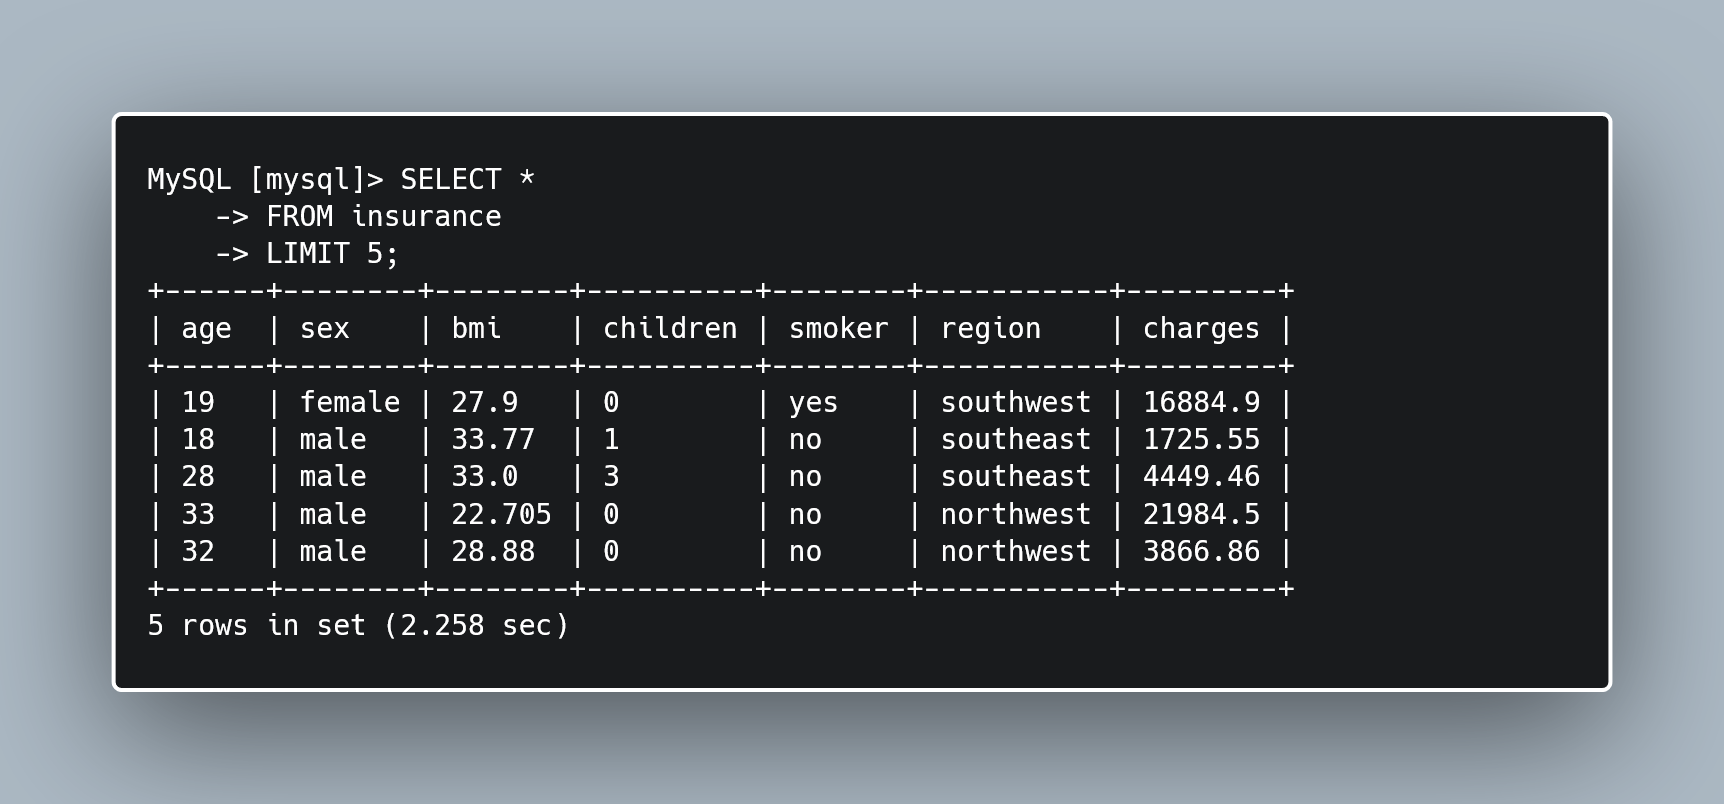 MySQL [mysql]> SELECT *
    -> FROM insurance
    -> LIMIT 5;
+------+--------+--------+----------+--------+-----------+---------+
| age  | sex    | bmi    | children | smoker | region    | charges |
+------+--------+--------+----------+--------+-----------+---------+
| 19   | female | 27.9   | 0        | yes    | southwest | 16884.9 |
| 18   | male   | 33.77  | 1        | no     | southeast | 1725.55 |
| 28   | male   | 33.0   | 3        | no     | southeast | 4449.46 |
| 33   | male   | 22.705 | 0        | no     | northwest | 21984.5 |
| 32   | male   | 28.88  | 0        | no     | northwest | 3866.86 |
+------+--------+--------+----------+--------+-----------+---------+
5 rows in set (2.258 sec)